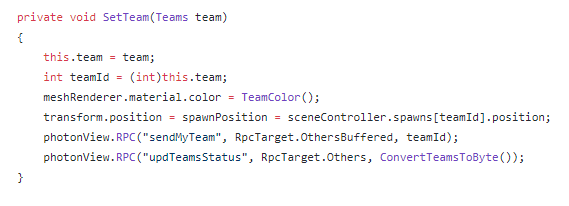 private void SetTeam(Teams team)
{
    this.team = team;
    int teamId = (int)this.team;
    meshRenderer.material.color = TeamColor();
    transform.position = spawnPosition = sceneController.spawns[teamId].position;
    photonView.RPC("sendMyTeam", RpcTarget.OthersBuffered, teamId);
    photonView.RPC("updTeamsStatus", RpcTarget.Others, ConvertTeamsToByte());
}